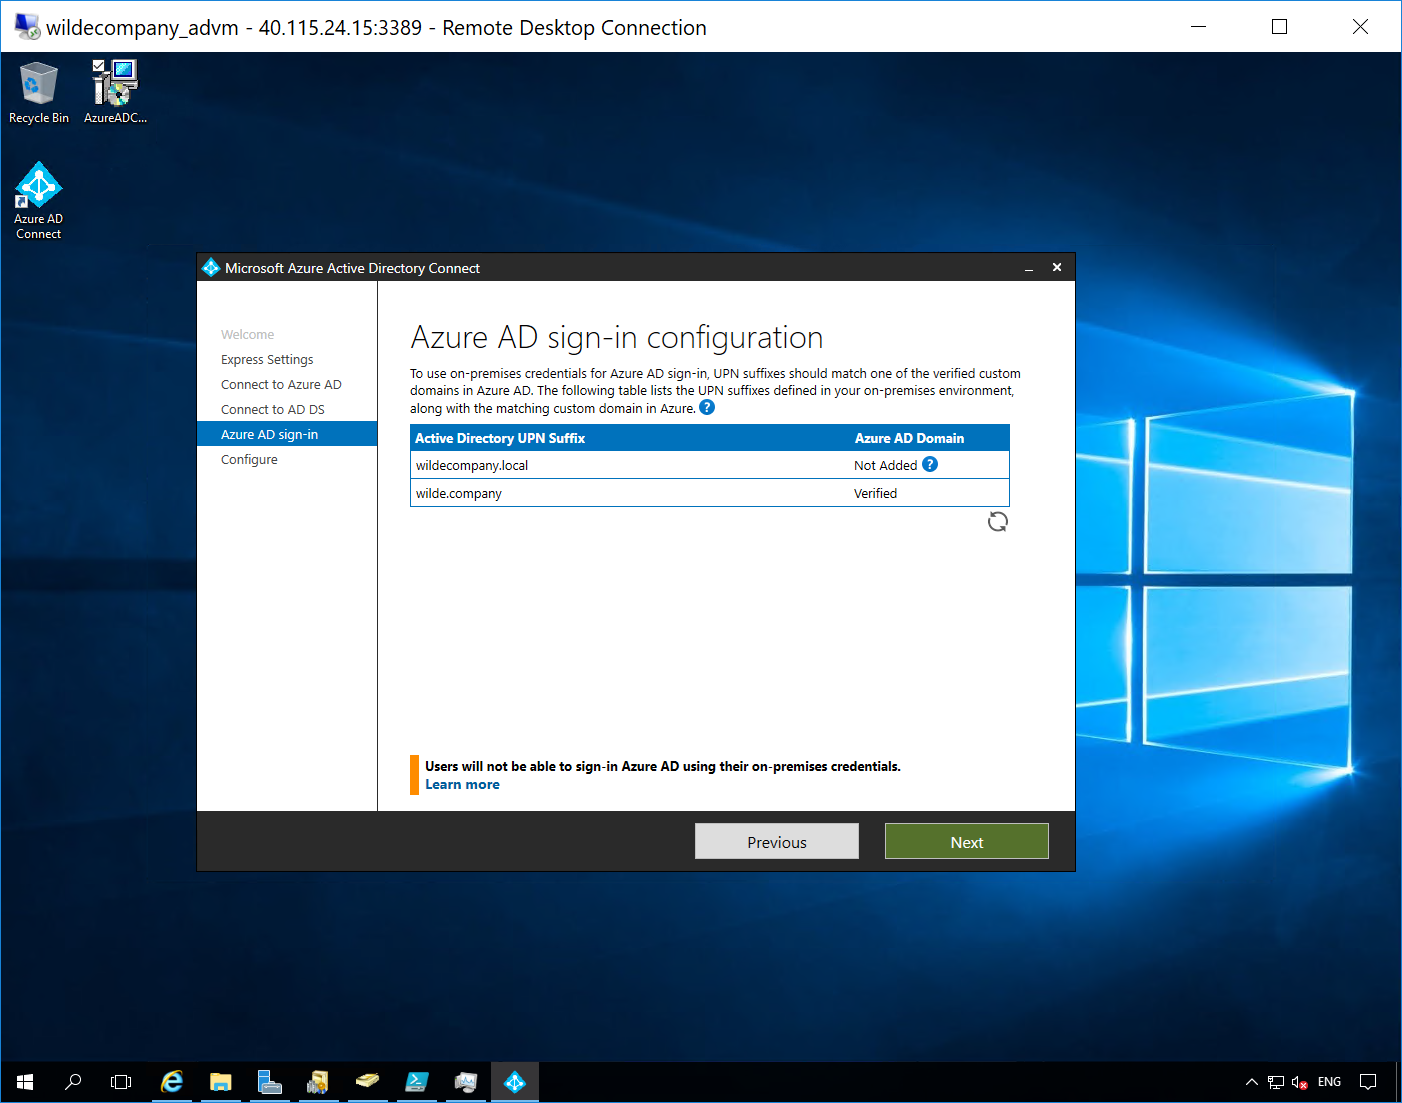 wildecompany_advm - 40.115.24.15:3389 - Remote Desktop Connection
Recycle Bin
AzureADC...
Azure AD
Connect
Microsoft Azure Active Directory Connect
Welcome
Express Settings
Connect to Azure AD
Connect to AD DS
Azure AD sign-in
Configure
Azure AD sign-in configuration
To use on-premises credentials for Azure AD sign-in, UPN suffixes should match one of the verified custom
domains in Azure AD. The following table lists the UPN suffixes defined in your on-premises environment,
along with the matching custom domain in Azure. ?
Active Directory UPN Suffix Azure AD Domain
wildecompany.local Not Added ?
wilde.company Verified
Users will not be able to sign-in Azure AD using their on-premises credentials.
Learn more
Previous Next
ENG